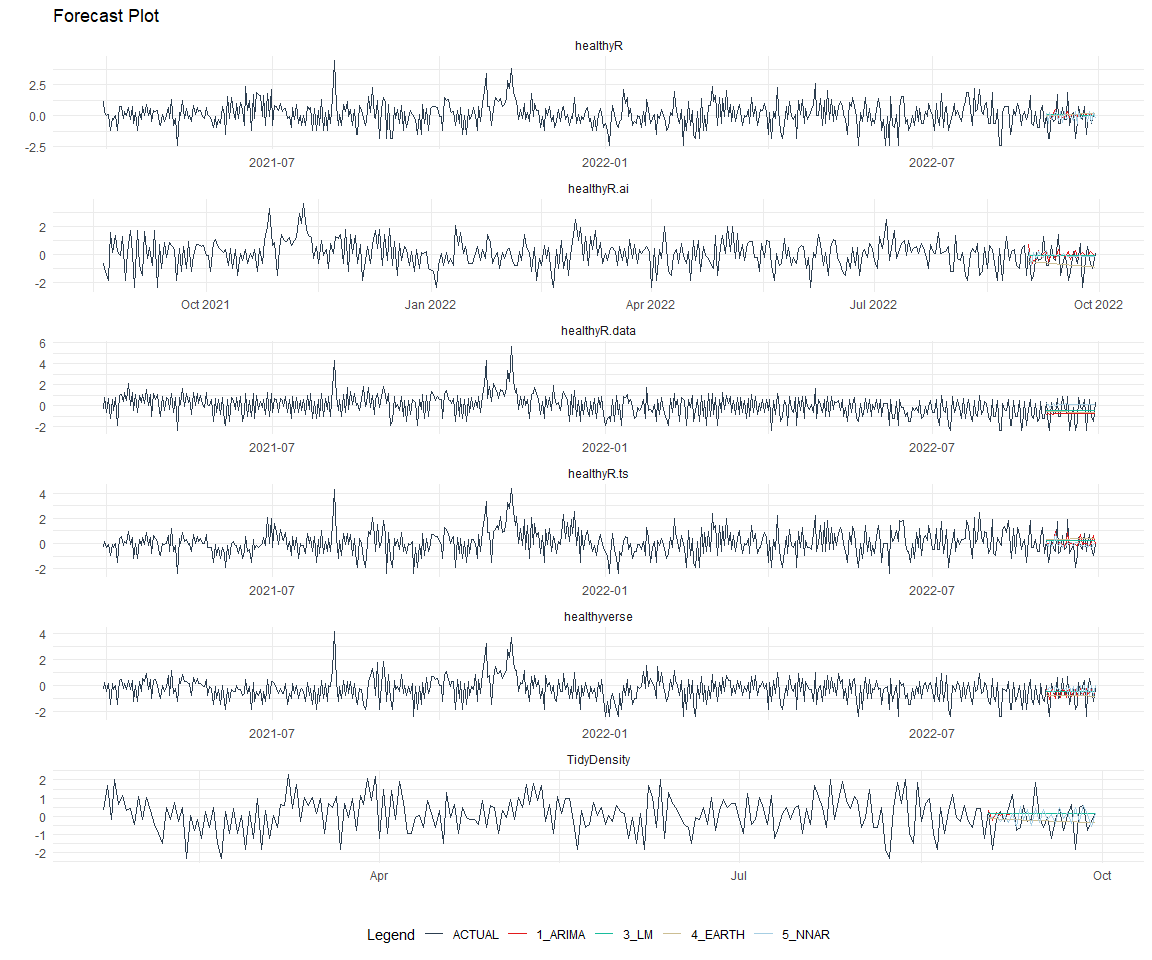 Forecast Plot
healthyR
2.5
0.0
-2.5
2021-07 2022-01 2022-07
healthyR.ai
2
0
-2
Oct 2021 Jan 2022 Apr 2022 Jul 2022 Oct 2022
healthyR.data
6
4
2
0
-2
2021-07 2022-01 2022-07
healthyR.ts
4
2
0
-2
2021-07 2022-01 2022-07
healthyverse
4
2
0
-2
2021-07 2022-01 2022-07
TidyDensity
2
1
0
-1
-2
Apr Jul Oct
Legend ACTUAL 1_ARIMA 3_LM 4_EARTH 5_NNAR